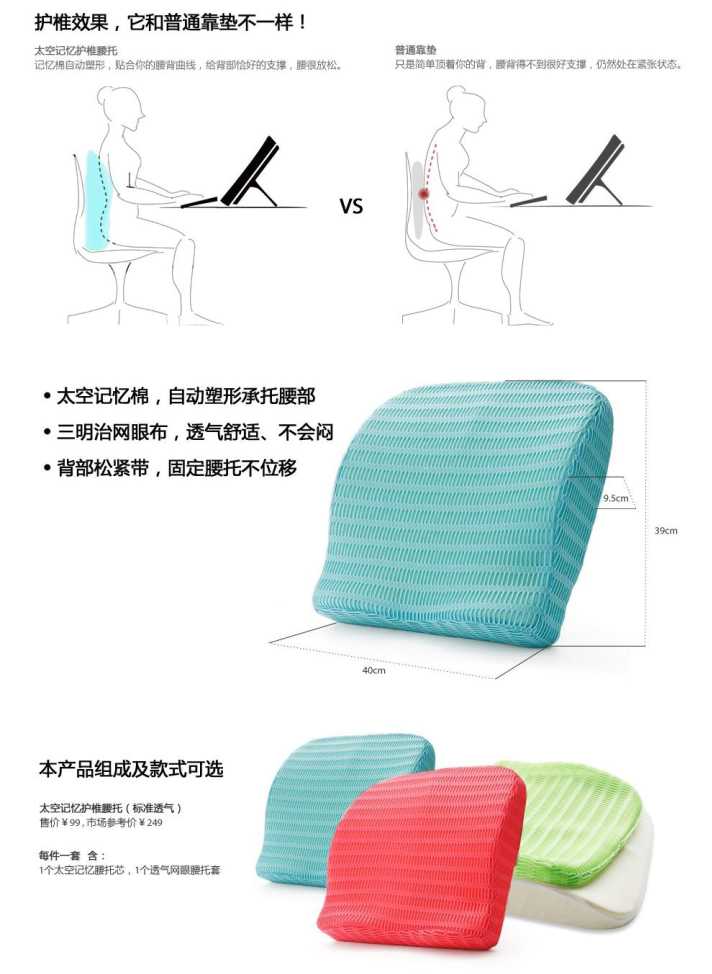 护椎效果，它和普通靠垫不一样！
太空记忆护椎腰托
记忆棉自动塑形，贴合你的腰背曲线，给背部恰好的支撑，腰很放松。
普通靠垫
只是简单顶着你的背，腰背得不到很好支撑，仍然处在紧张状态。
VS
•太空记忆棉，自动塑形承托腰部
•三明治网眼布，透气舒适、不会闷
•背部松紧带，固定腰托不位移
9.5cm
39cm
40cm
本产品组成及款式可选
太空记忆护椎腰托（标准透气）
售价￥99，市场参考价￥249
每件一套 含：
1个太空记忆腰托芯，1个透气网眼腰托套